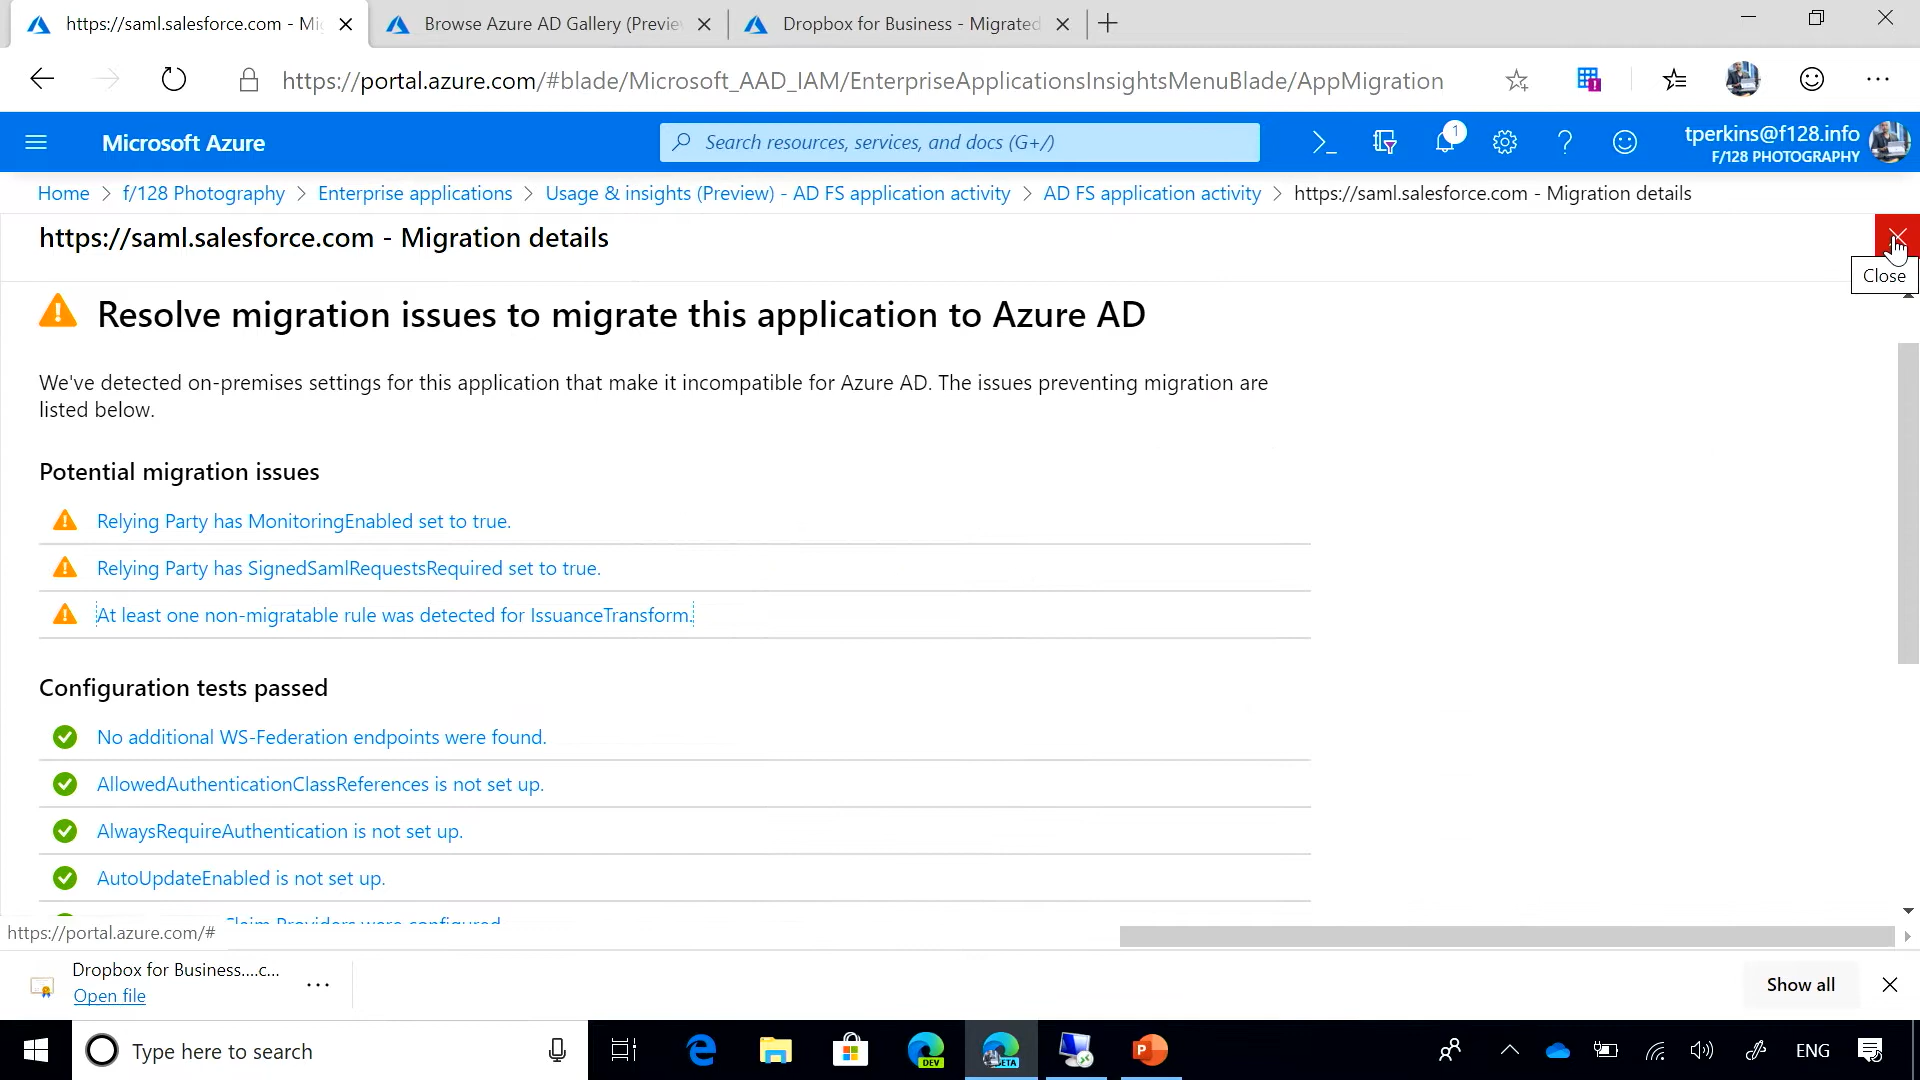 https://saml.salesforce.com - Mi
Browse Azure AD Gallery (Previe
Dropbox for Business - Migrated
https://portal.azure.com/#blade/Microsoft_AAD_IAM/EnterpriseApplicationsInsightsMenuBlade/AppMigration
Microsoft Azure
Search resources, services, and docs (G+/)
1
tperkins@f128.info
F/128 PHOTOGRAPHY
Home > f/128 Photography > Enterprise applications > Usage & insights (Preview) - AD FS application activity > AD FS application activity > https://saml.salesforce.com - Migration details
https://saml.salesforce.com - Migration details
Close
Resolve migration issues to migrate this application to Azure AD
We've detected on-premises settings for this application that make it incompatible for Azure AD. The issues preventing migration are
listed below.
Potential migration issues
Relying Party has MonitoringEnabled set to true.
Relying Party has SignedSamlRequestsRequired set to true.
At least one non-migratable rule was detected for IssuanceTransform.
Configuration tests passed
No additional WS-Federation endpoints were found.
AllowedAuthenticationClassReferences is not set up.
AlwaysRequireAuthentication is not set up.
AutoUpdateEnabled is not set up.
Claim Providers were configured
https://portal.azure.com/#
Dropbox for Business....c...
Open file
Show all
Type here to search
DEV
BETA
ENG